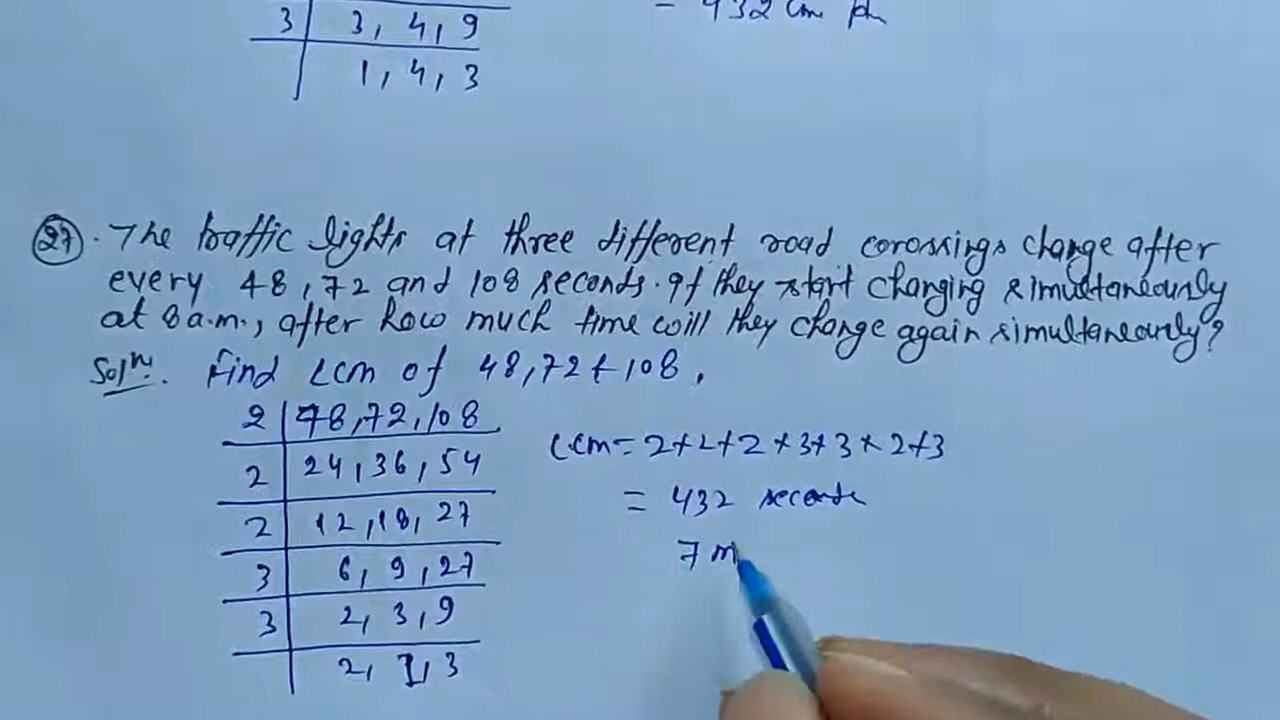 3 | 3, 4, 9
1, 4, 3
= 432 cm
(27). The traffic lights at three different road corossings change after
every 48, 72 and 108 seconds. If they start changing simultaneously
at 8 a.m., after how much time will they change again simultaneously?
Solⁿ. Find LCM of 48, 72 & 108.
2 | 48, 72, 108
2 | 24, 36, 54
2 | 12, 18, 27
3 | 6, 9, 27
3 | 2, 3, 9
2, 1, 3
LCM = 2×2×2×3×3×2×3
= 432 seconds
7 m